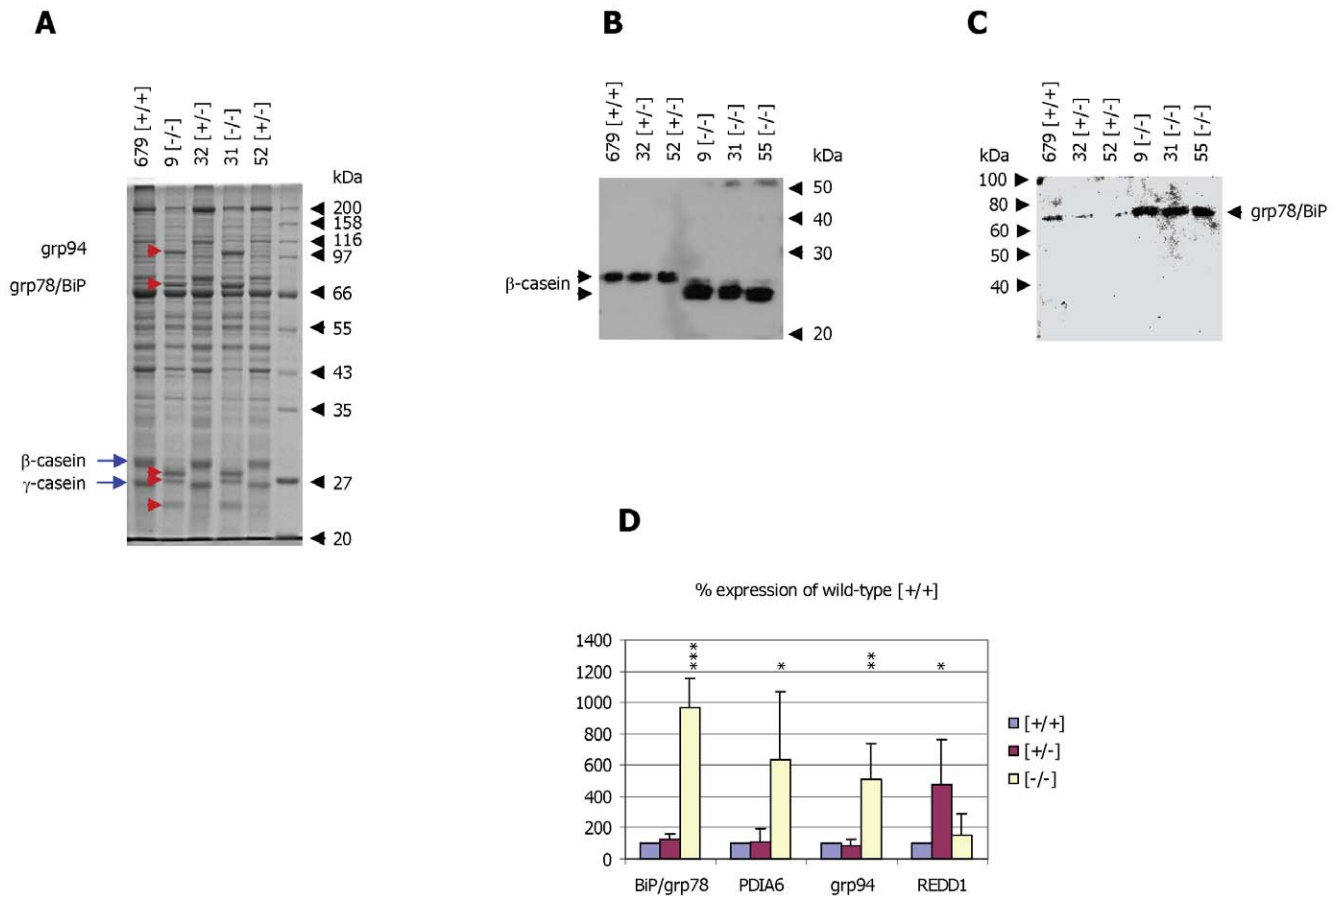 A
679 [+/+]
9 [-/-]
32 [+/-]
31 [-/-]
52 [+/-]
kDa
200
158
116
97
66
55
43
35
27
20
grp94
grp78/BiP
β-casein
γ-casein
B
679 [+/+]
32 [+/-]
52 [+/-]
9 [-/-]
31 [-/-]
55 [-/-]
kDa
50
40
30
20
β-casein
C
679 [+/+]
32 [+/-]
52 [+/-]
9 [-/-]
31 [-/-]
55 [-/-]
kDa
100
80
60
50
40
grp78/BiP
D
% expression of wild-type [+/+]
1400
1200
1000
800
600
400
200
0
***
*
**
*
BiP/grp78
PDIA6
grp94
REDD1
[+/+]
[+/-]
[-/-]